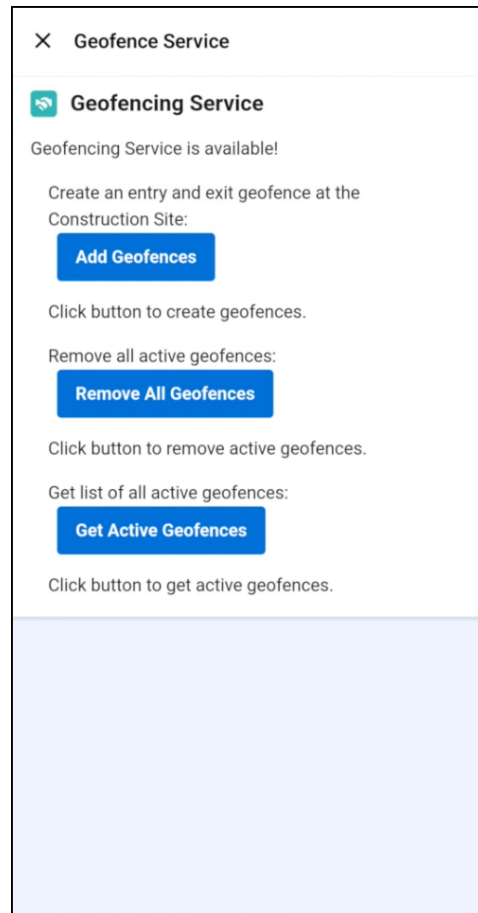 Geofence Service
Geofencing Service
Geofencing Service is available!
Create an entry and exit geofence at the
Construction Site:
Add Geofences
Click button to create geofences.
Remove all active geofences:
Remove All Geofences
Click button to remove active geofences.
Get list of all active geofences:
Get Active Geofences
Click button to get active geofences.